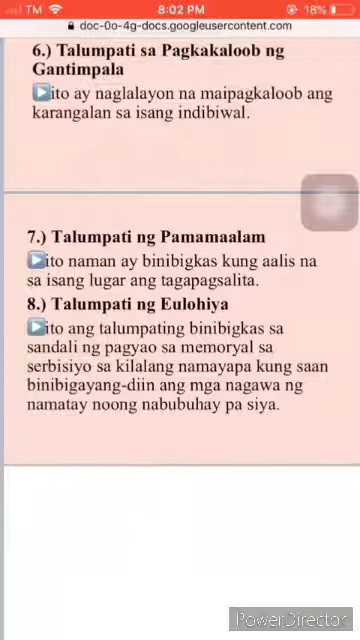 TM 8:02 PM 18%
doc-0o-4g-docs.googleusercontent.com
6.) Talumpati sa Pagkakaloob ng
Gantimpala
ito ay naglalayon na maipagkaloob ang
karangalan sa isang indibiwal.
7.) Talumpati ng Pamamaalam
ito naman ay binibigkas kung aalis na
sa isang lugar ang tagapagsalita.
8.) Talumpati ng Eulohiya
ito ang talumpating binibigkas sa
sandali ng pagyao sa memoryal sa
serbisiyo sa kilalang namayapa kung saan
binibigayang-diin ang mga nagawa ng
namatay noong nabubuhay pa siya.
PowerDirector